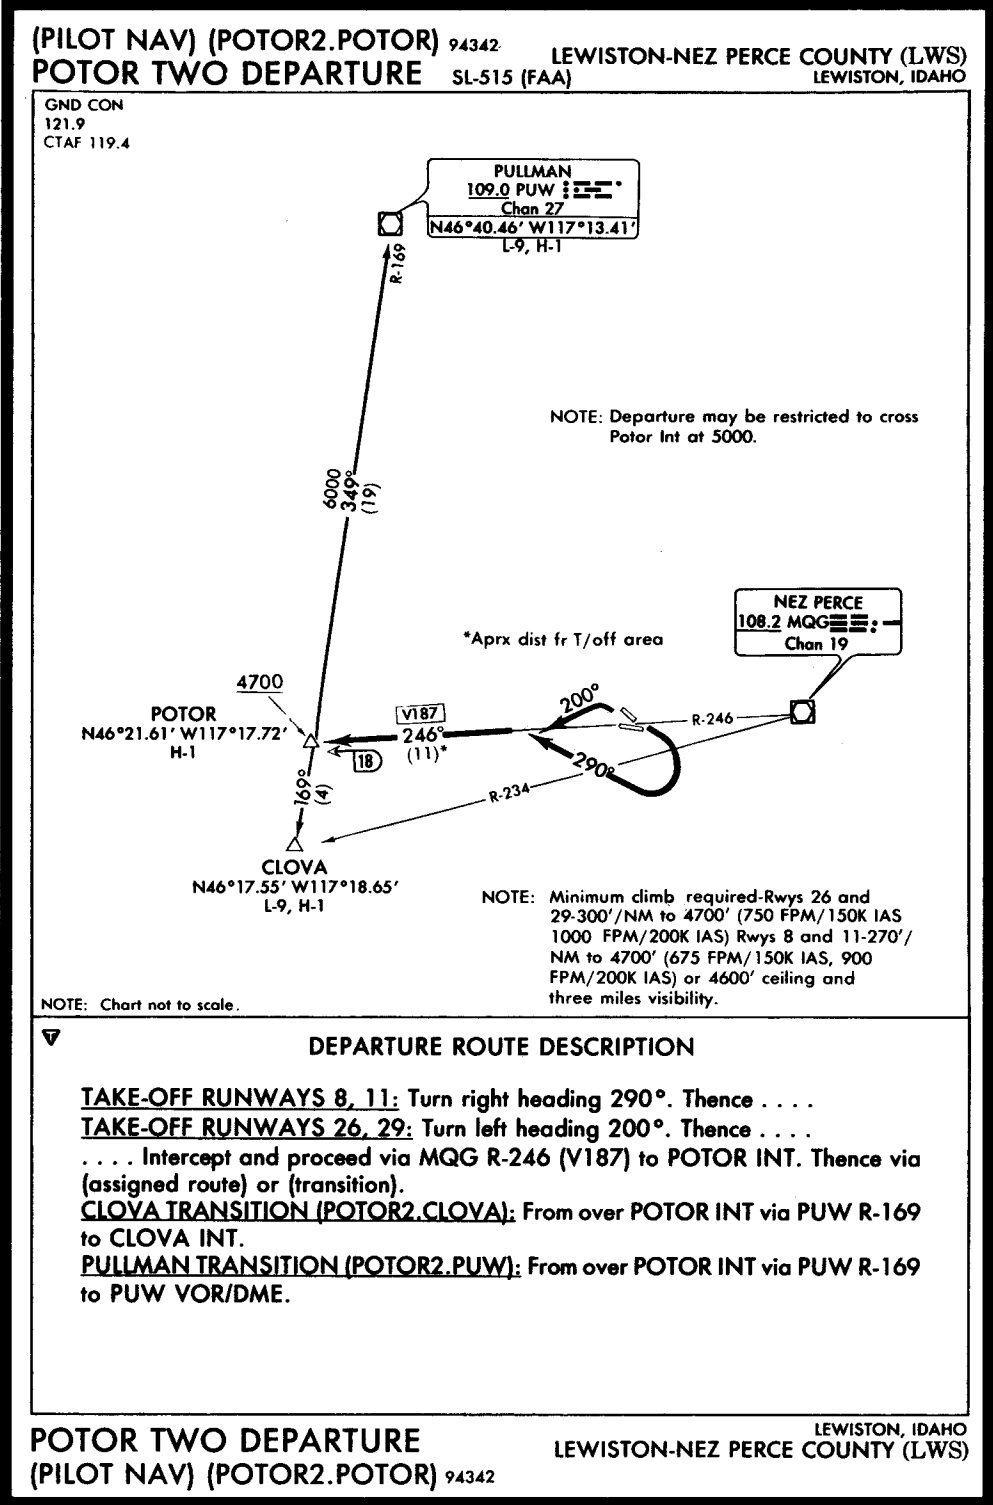 (PILOT NAV) (POTOR2.POTOR) 94342
POTOR TWO DEPARTURE SL-515 (FAA)
LEWISTON-NEZ PERCE COUNTY (LWS)
LEWISTON, IDAHO
GND CON
121.9
CTAF 119.4
PULLMAN
109.0 PUW
Chan 27
N46°40.46' W117°13.41'
L-9, H-1
R-169
NOTE: Departure may be restricted to cross
Potor Int at 5000.
6000
349°
(19)
NEZ PERCE
108.2 MQG
Chan 19
*Aprx dist fr T/off area
4700
POTOR
N46°21.61' W117°17.72'
H-1
V187
246°
(11)*
18
200°
290°
R-246
R-234
169°
(4)
CLOVA
N46°17.55' W117°18.65'
L-9, H-1
NOTE: Minimum climb required-Rwys 26 and
29-300'/NM to 4700' (750 FPM/150K IAS
1000 FPM/200K IAS) Rwys 8 and 11-270'/
NM to 4700' (675 FPM/150K IAS, 900
FPM/200K IAS) or 4600' ceiling and
three miles visibility.
NOTE: Chart not to scale.
T
DEPARTURE ROUTE DESCRIPTION
TAKE-OFF RUNWAYS 8, 11: Turn right heading 290°. Thence . . . .
TAKE-OFF RUNWAYS 26, 29: Turn left heading 200°. Thence . . . .
. . . . Intercept and proceed via MQG R-246 (V187) to POTOR INT. Thence via
(assigned route) or (transition).
CLOVA TRANSITION (POTOR2.CLOVA): From over POTOR INT via PUW R-169
to CLOVA INT.
PULLMAN TRANSITION (POTOR2.PUW): From over POTOR INT via PUW R-169
to PUW VOR/DME.
POTOR TWO DEPARTURE
(PILOT NAV) (POTOR2.POTOR) 94342
LEWISTON, IDAHO
LEWISTON-NEZ PERCE COUNTY (LWS)